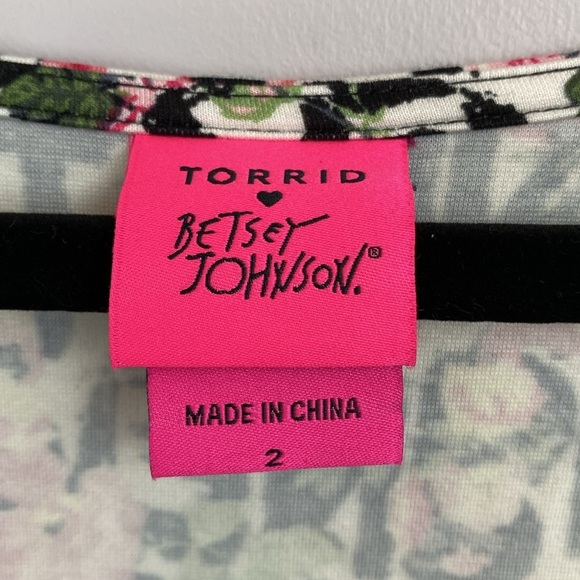 TORRID
♥
BETSEY
JOHNSON.®
MADE IN CHINA
2